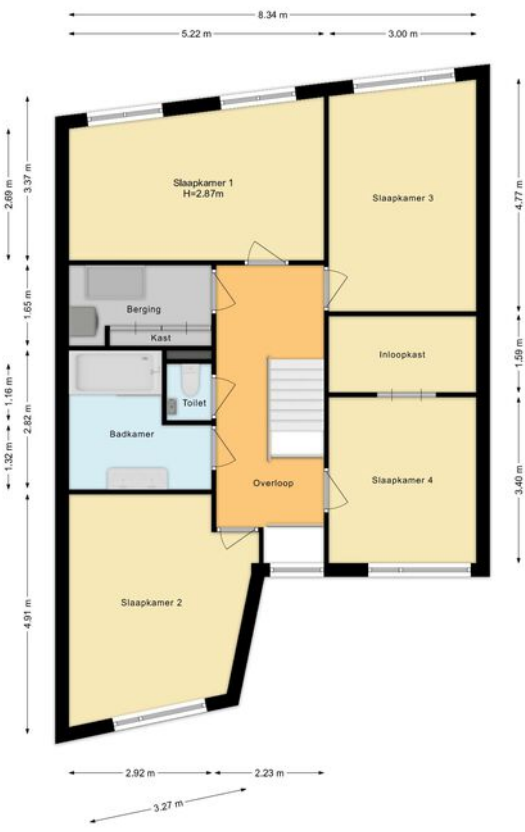 8.34 m
5.22 m
3.00 m
2.69 m
3.37 m
Slaapkamer 1
H=2.87m
Slaapkamer 3
4.77 m
1.65 m
Berging
Kast
Inloopkast
1.59 m
1.16 m
2.82 m
Toilet
Badkamer
1.32 m
Overloop
Slaapkamer 4
3.40 m
Slaapkamer 2
4.91 m
2.92 m
2.23 m
3.27 m